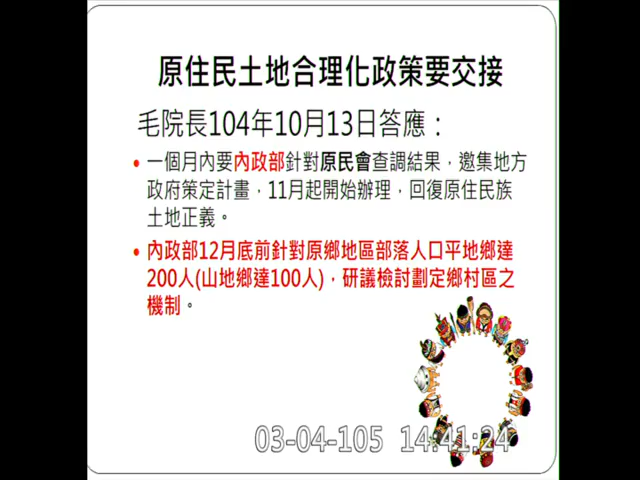 原住民土地合理化政策要交接
毛院長104年10月13日答應：
• 一個月內要內政部針對原民會查調結果，邀集地方
政府策定計畫，11月起開始辦理，回復原住民族
土地正義。
• 內政部12月底前針對原鄉地區部落人口平地鄉達
200人(山地鄉達100人)，研議檢討劃定鄉村區之
機制。
03-04-105 14:41:24